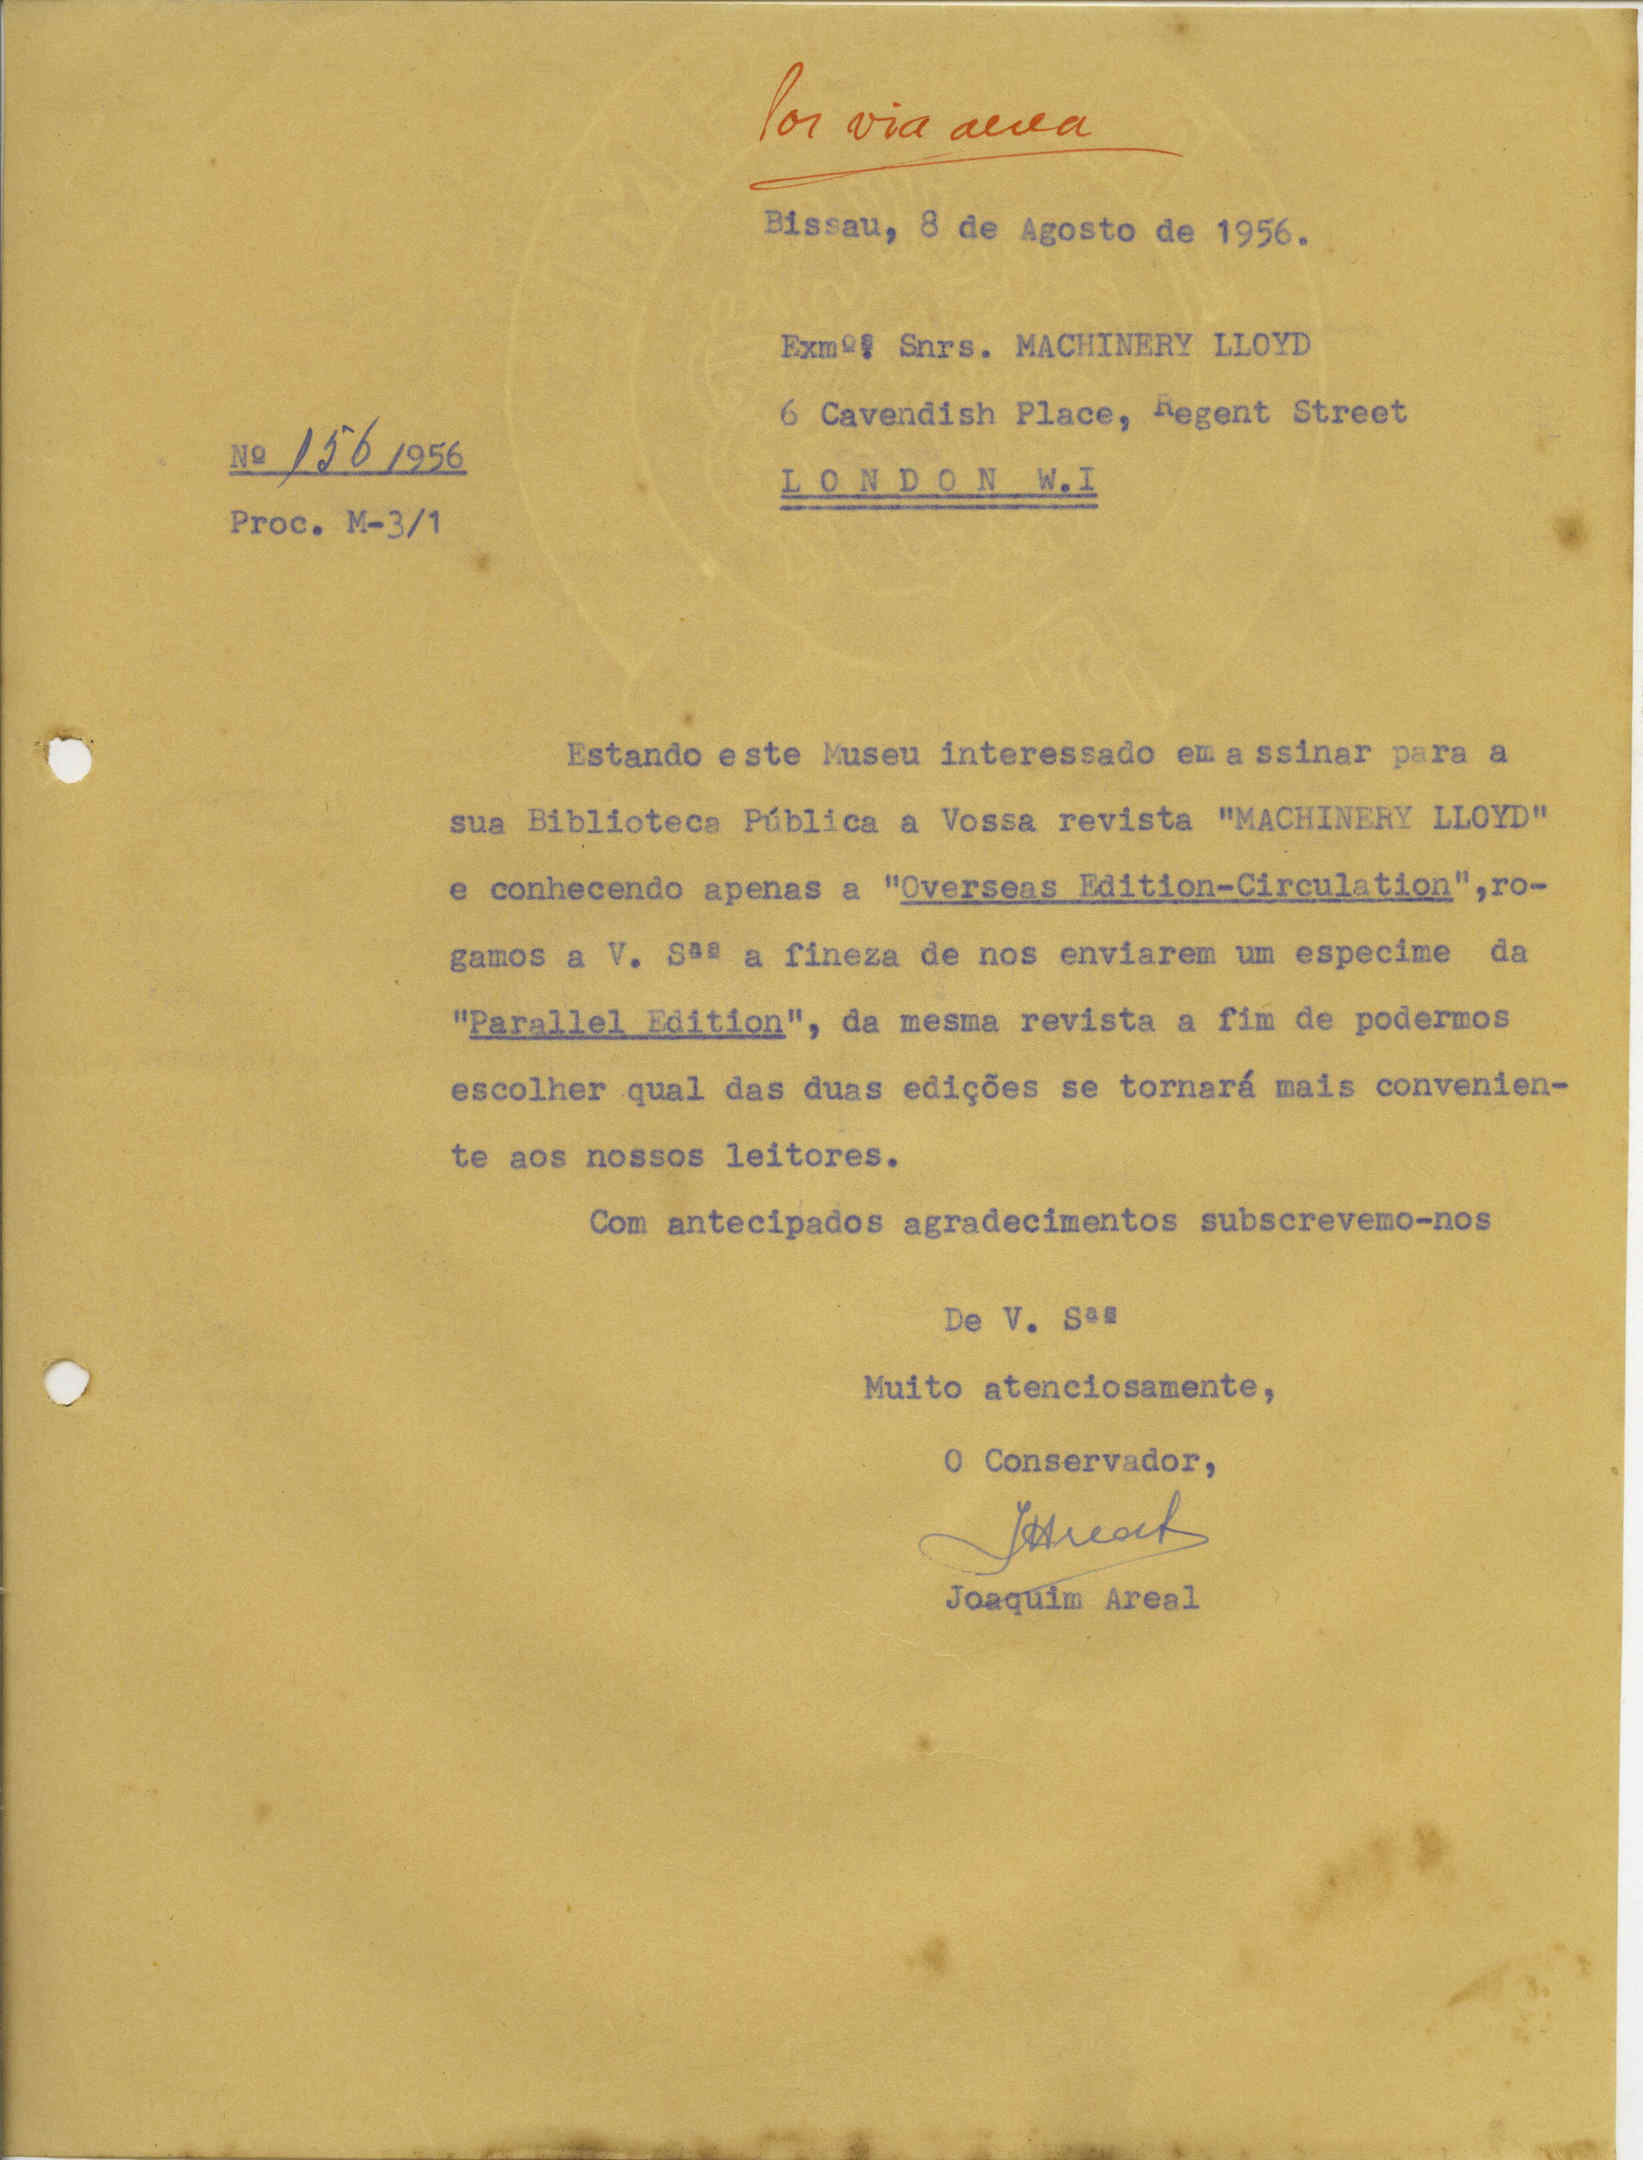 Por via aerea
Bissau, 8 de Agosto de 1956.
Exmºs Snrs. MACHINERY LLOYD
6 Cavendish Place, Regent Street
LONDON W.I
Nº 156/1956
Proc. M-3/1
Estando este Museu interessado em assinar para a
sua Biblioteca Pública a Vossa revista "MACHINERY LLOYD"
e conhecendo apenas a "Overseas Edition-Circulation",ro-
gamos a V. Sªs a fineza de nos enviarem um especime da
"Parallel Edition", da mesma revista a fim de podermos
escolher qual das duas edições se tornará mais convenien-
te aos nossos leitores.
Com antecipados agradecimentos subscrevemo-nos
De V. Sªs
Muito atenciosamente,
O Conservador,
JAreal
Joaquim Areal